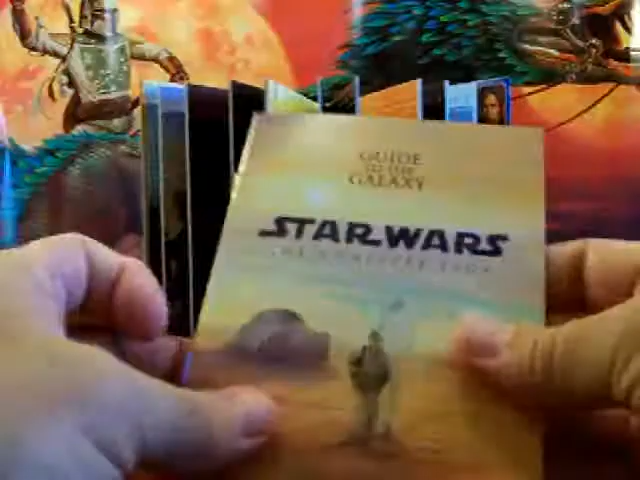 GUIDE
TO THE
GALAXY
STAR WARS
THE COMPLETE SAGA